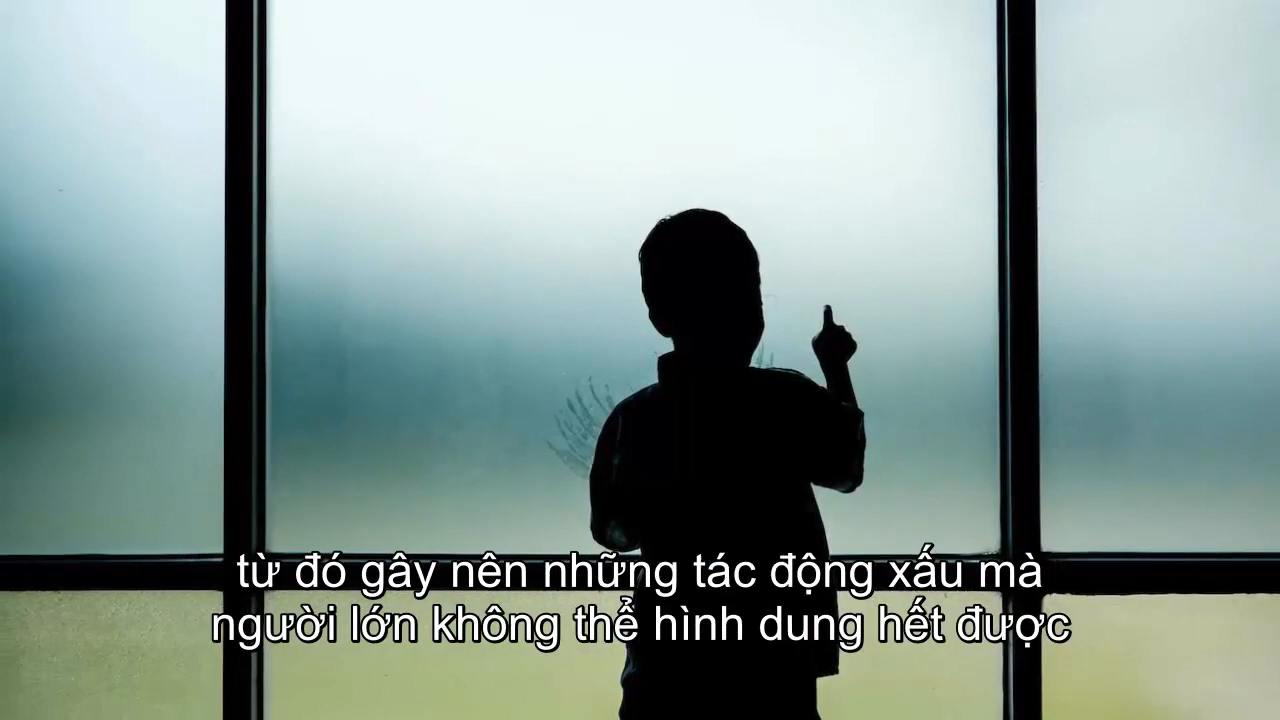 từ đó gây nên những tác động xấu mà
người lớn không thể hình dung hết được